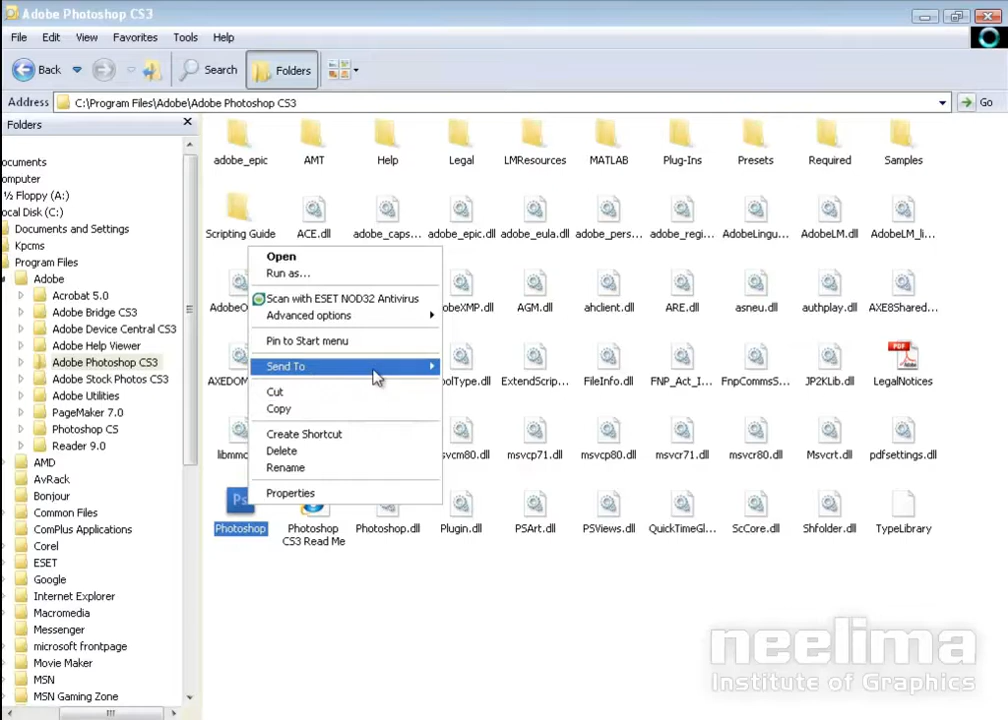 Adobe Photoshop CS3
File Edit View Favorites Tools Help
Back Search Folders
Address C:\Program Files\Adobe\Adobe Photoshop CS3 Go
Folders
ocuments
omputer
½ Floppy (A:)
ocal Disk (C:)
Documents and Settings
Kpcms
Program Files
Adobe
Acrobat 5.0
Adobe Bridge CS3
Adobe Device Central CS3
Adobe Help Viewer
Adobe Photoshop CS3
Adobe Stock Photos CS3
Adobe Utilities
PageMaker 7.0
Photoshop CS
Reader 9.0
AMD
AvRack
Bonjour
Common Files
ComPlus Applications
Corel
ESET
Google
Internet Explorer
Macromedia
Messenger
microsoft frontpage
Movie Maker
MSN
MSN Gaming Zone
adobe_epic AMT Help Legal LMResources MATLAB Plug-Ins Presets Required Samples
Scripting Guide ACE.dll adobe_caps... adobe_epic.dll adobe_eula.dll adobe_pers... adobe_regi... AdobeLingu... AdobeLM.dll AdobeLM_li...
AdobeO obeXMP.dll AGM.dll ahclient.dll ARE.dll asneu.dll authplay.dll AXE8Shared...
AXEDOM oolType.dll ExtendScrip... FileInfo.dll FNP_Act_I... FnpCommsS... JP2KLib.dll LegalNotices
PDF
libmmo svcm80.dll msvcp71.dll msvcp80.dll msvcr71.dll msvcr80.dll Msvcrt.dll pdfsettings.dll
Ps
Photoshop Photoshop CS3 Read Me Photoshop.dll Plugin.dll PSArt.dll PSViews.dll QuickTimeGl... ScCore.dll Shfolder.dll TypeLibrary
Open
Run as...
Scan with ESET NOD32 Antivirus
Advanced options
Pin to Start menu
Send To
Cut
Copy
Create Shortcut
Delete
Rename
Properties
neelima
Institute of Graphics